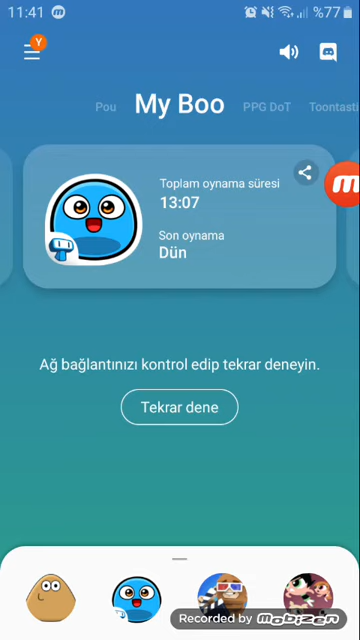 11:41
%77
Y
Pou
My Boo
PPG DoT
Toontasti
Toplam oynama süresi
13:07
Son oynama
Dün
Ağ bağlantınızı kontrol edip tekrar deneyin.
Tekrar dene
Recorded by Mobizen